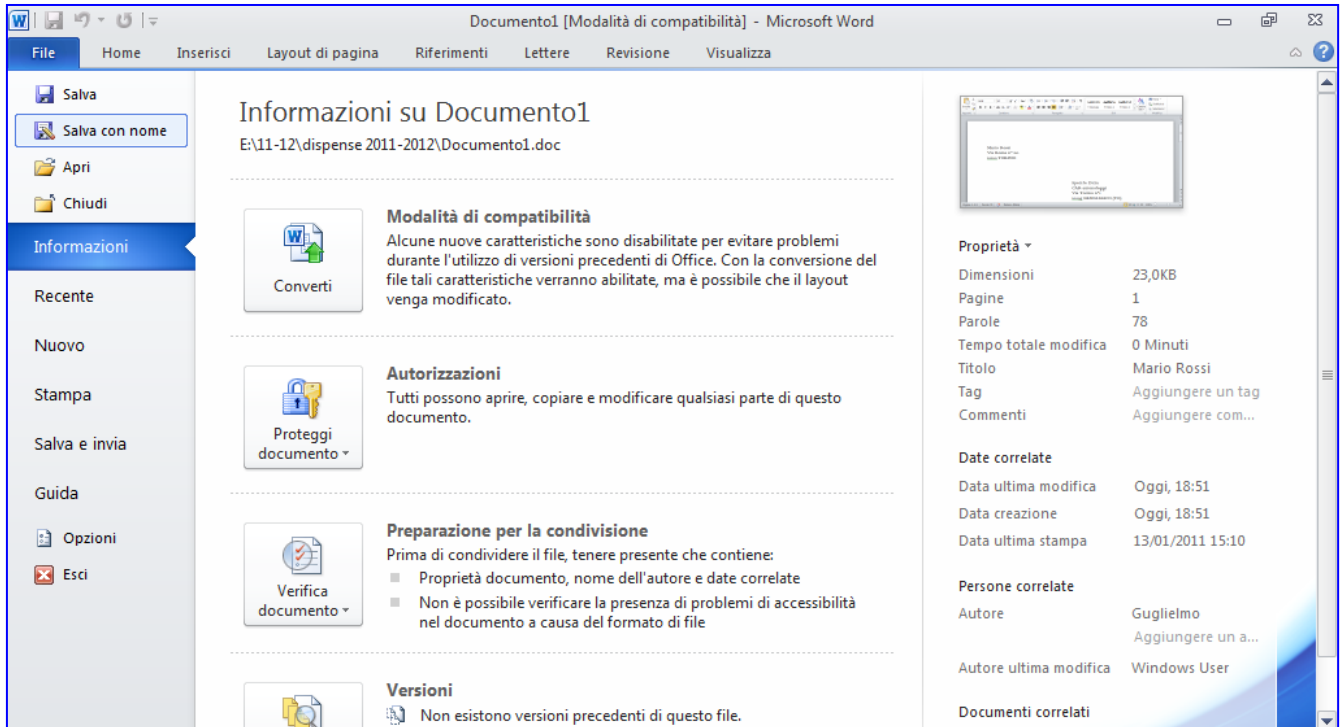 Documento1 [Modalità di compatibilità] - Microsoft Word
File Home Inserisci Layout di pagina Riferimenti Lettere Revisione Visualizza
Salva
Salva con nome
Apri
Chiudi
Informazioni
Recente
Nuovo
Stampa
Salva e invia
Guida
Opzioni
Esci
Informazioni su Documento1
E:\11-12\dispense 2011-2012\Documento1.doc
Converti
Modalità di compatibilità
Alcune nuove caratteristiche sono disabilitate per evitare problemi
durante l'utilizzo di versioni precedenti di Office. Con la conversione del
file tali caratteristiche verranno abilitate, ma è possibile che il layout
venga modificato.
Proteggi
documento
Autorizzazioni
Tutti possono aprire, copiare e modificare qualsiasi parte di questo
documento.
Verifica
documento
Preparazione per la condivisione
Prima di condividere il file, tenere presente che contiene:
Proprietà documento, nome dell'autore e date correlate
Non è possibile verificare la presenza di problemi di accessibilità
nel documento a causa del formato di file
Versioni
Non esistono versioni precedenti di questo file.
Proprietà
Dimensioni 23,0KB
Pagine 1
Parole 78
Tempo totale modifica 0 Minuti
Titolo Mario Rossi
Tag Aggiungere un tag
Commenti Aggiungere com...
Date correlate
Data ultima modifica Oggi, 18:51
Data creazione Oggi, 18:51
Data ultima stampa 13/01/2011 15:10
Persone correlate
Autore Guglielmo
Aggiungere un a...
Autore ultima modifica Windows User
Documenti correlati